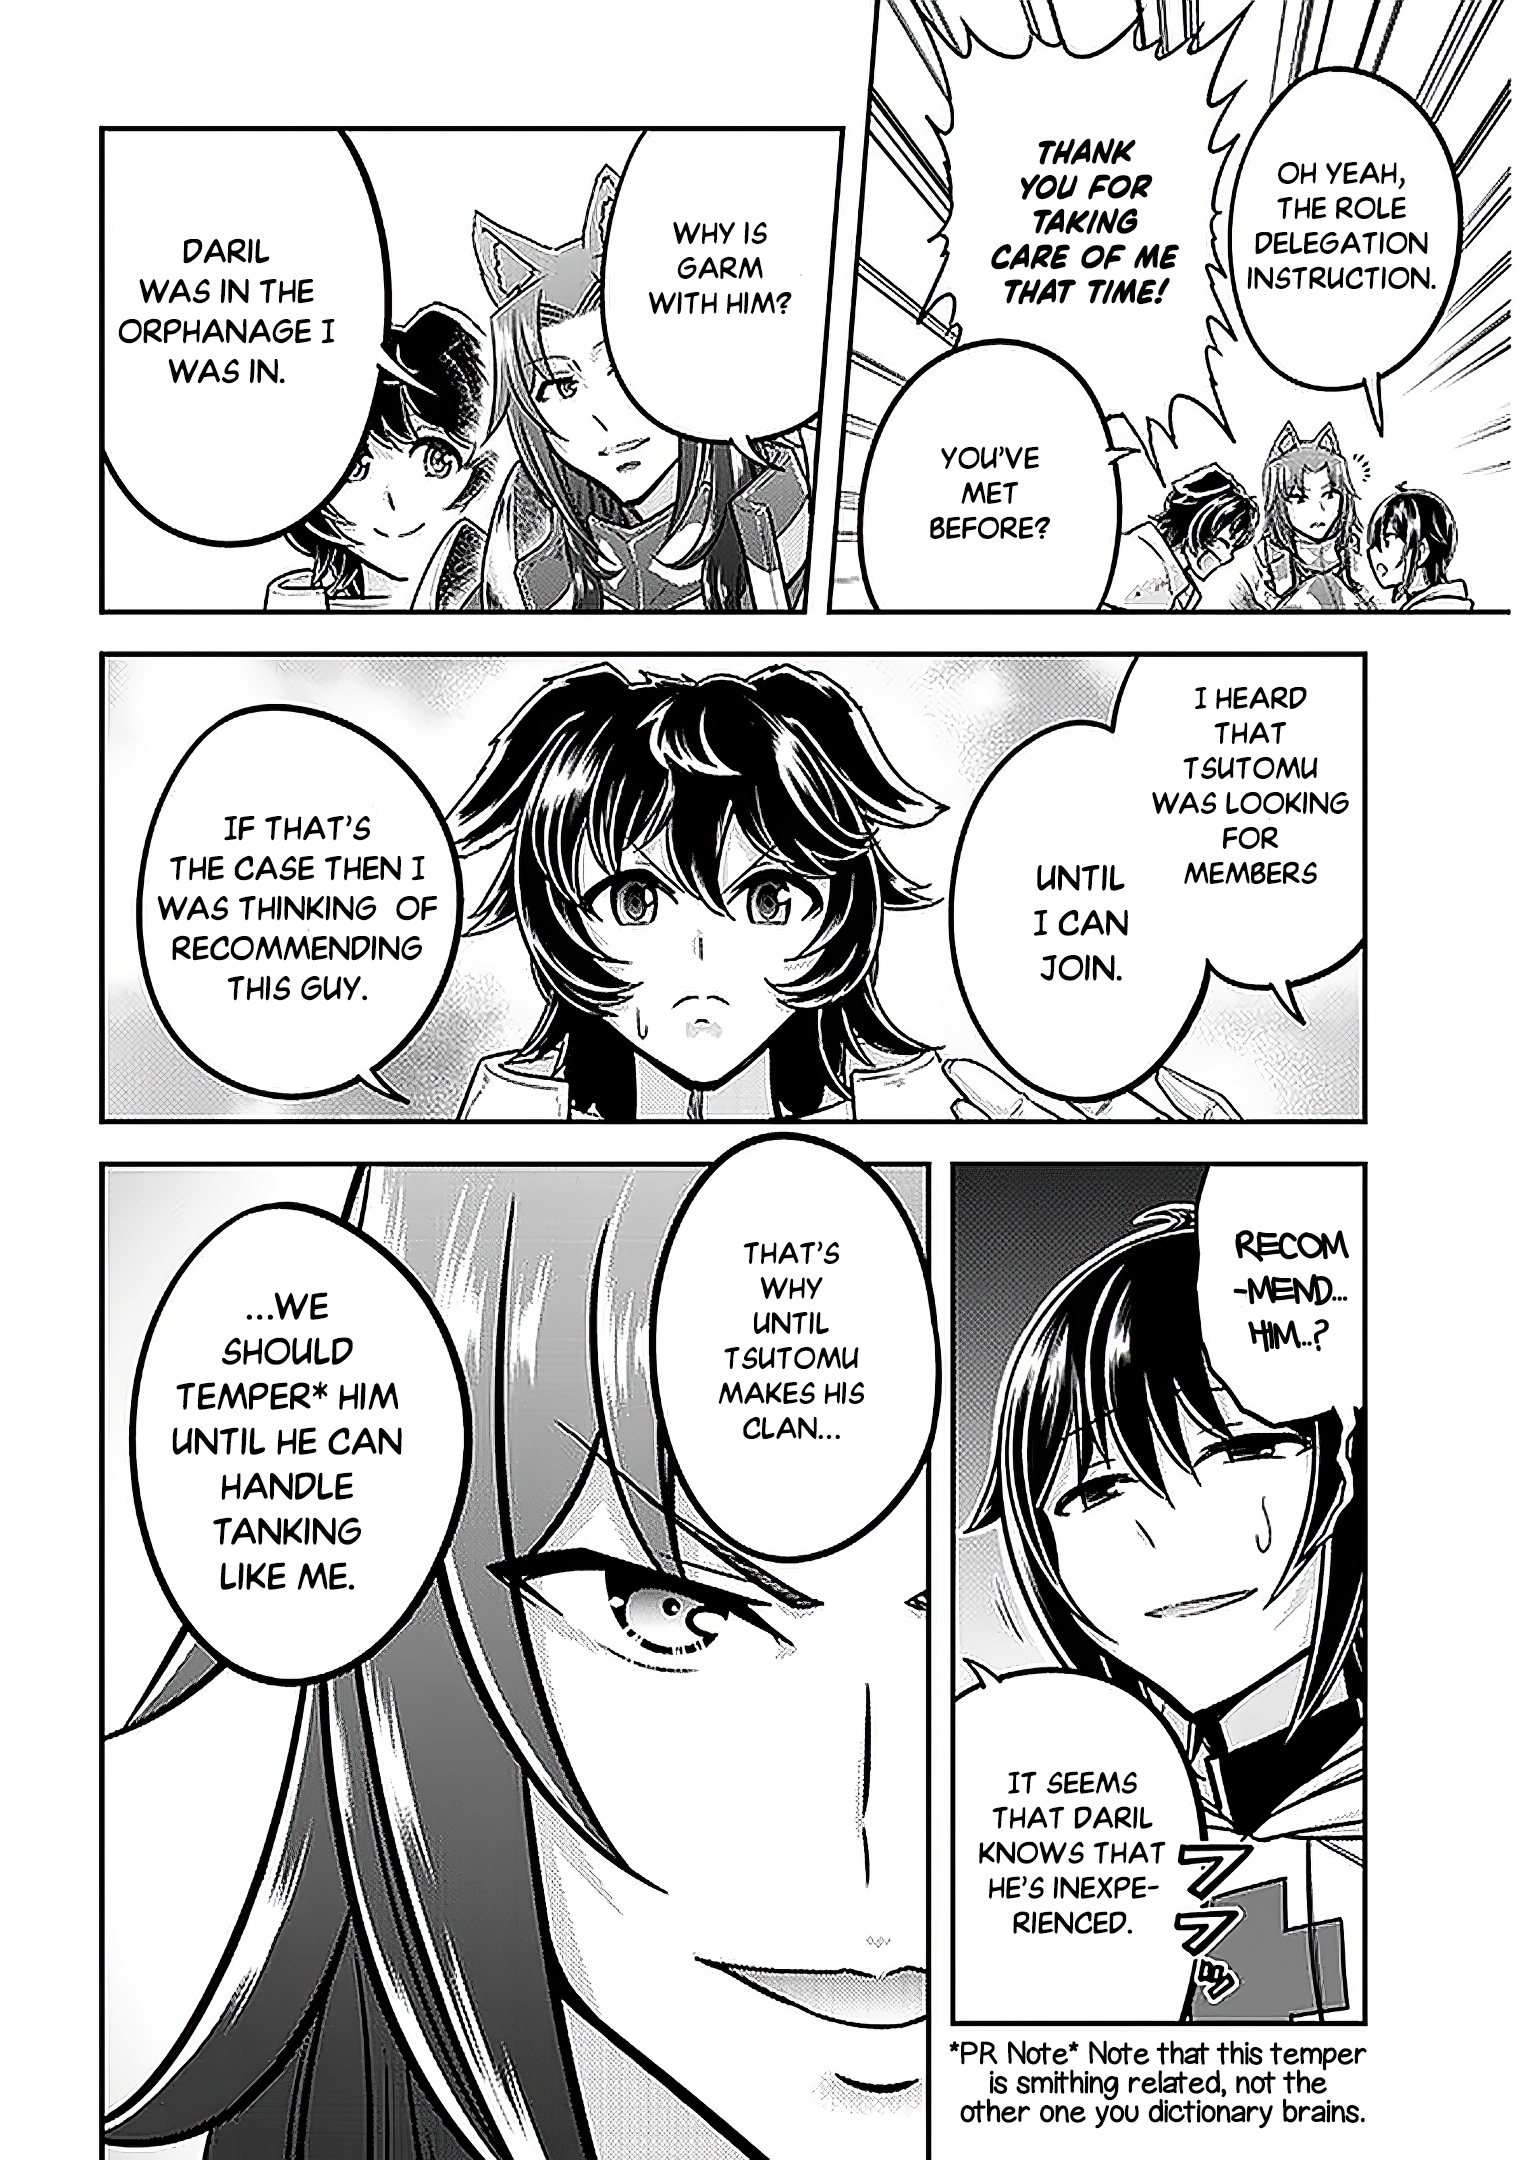 OH YEAH,
THE ROLE
DELEGATION
INSTRUCTION.
THANK
YOU FOR
TAKING
CARE OF ME
THAT TIME!
YOU'VE
MET
BEFORE?
WHY IS
GARM
WITH HIM?
DARIL
WAS IN THE
ORPHANAGE I
WAS IN.
I HEARD
THAT
TSUTOMU
WAS LOOKING
FOR
MEMBERS
UNTIL
I CAN
JOIN.
IF THAT'S
THE CASE THEN I
WAS THINKING OF
RECOMMENDING
THIS GUY.
RECOM
-MEND...
HIM..?
IT SEEMS
THAT DARIL
KNOWS THAT
HE'S INEXPE-
RIENCED.
フ
フ
ッ
THAT'S
WHY
UNTIL
TSUTOMU
MAKES HIS
CLAN...
...WE
SHOULD
TEMPER* HIM
UNTIL HE CAN
HANDLE
TANKING
LIKE ME.
*PR Note* Note that this temper
is smithing related, not the
other one you dictionary brains.